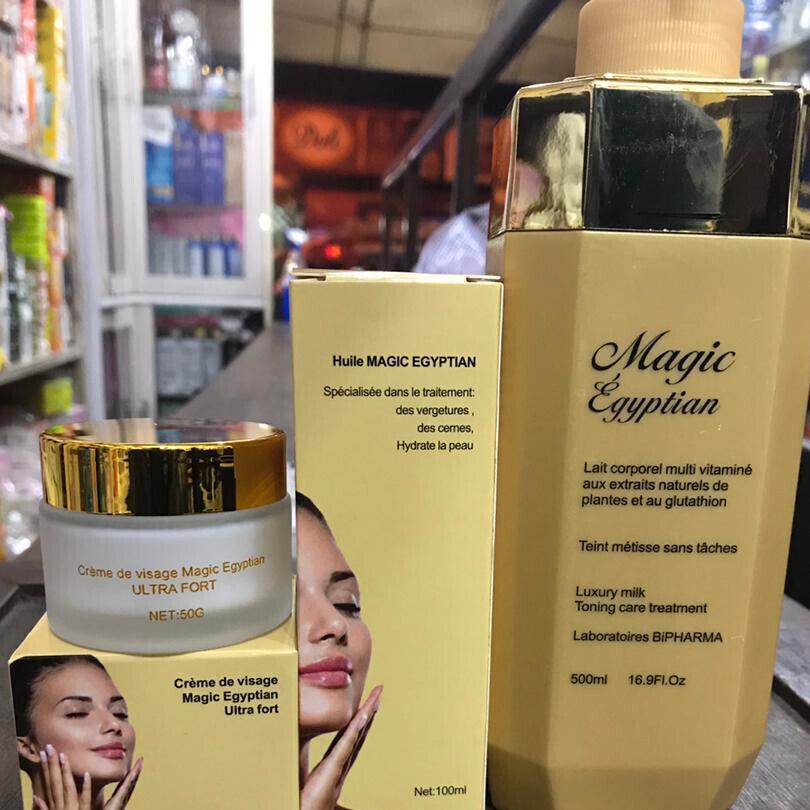 Crème de visage Magic Egyptian
ULTRA FORT
NET:50G
Crème de visage
Magic Egyptian
Ultra fort
Huile MAGIC EGYPTIAN
Spécialisée dans le traitement:
des vergetures ,
des cernes,
Hydrate la peau
Net:100ml
Magic
Égyptian
Lait corporel multi vitaminé
aux extraits naturels de
plantes et au glutathion
Teint métisse sans tâches
Luxury milk
Toning care treatment
Laboratoires BiPHARMA
500ml 16.9Fl.Oz